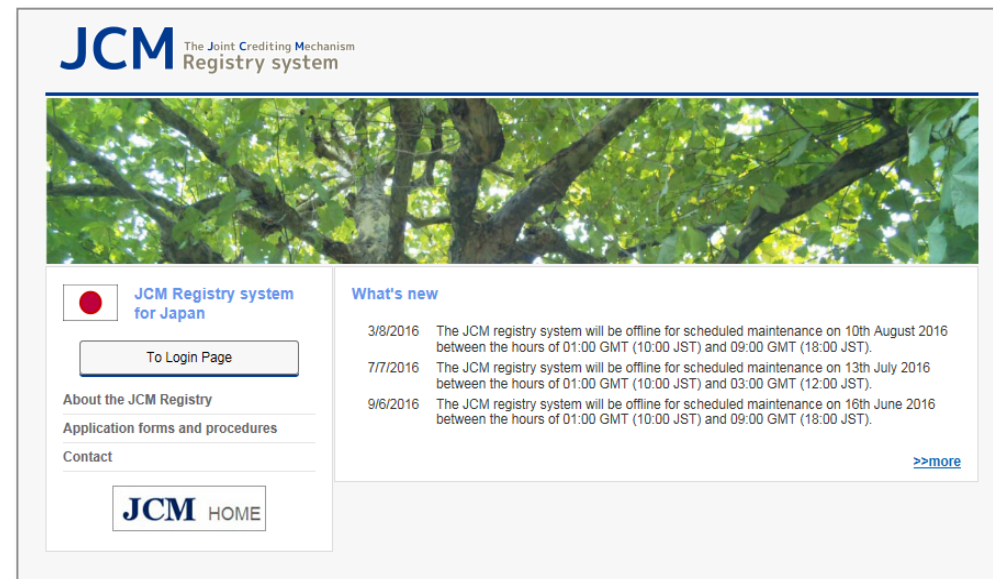 JCM The Joint Crediting Mechanism
Registry system
JCM Registry system
for Japan
To Login Page
About the JCM Registry
Application forms and procedures
Contact
JCM HOME
What's new
3/8/2016 The JCM registry system will be offline for scheduled maintenance on 10th August 2016
between the hours of 01:00 GMT (10:00 JST) and 09:00 GMT (18:00 JST).
7/7/2016 The JCM registry system will be offline for scheduled maintenance on 13th July 2016
between the hours of 01:00 GMT (10:00 JST) and 03:00 GMT (12:00 JST).
9/6/2016 The JCM registry system will be offline for scheduled maintenance on 16th June 2016
between the hours of 01:00 GMT (10:00 JST) and 09:00 GMT (18:00 JST).
>>more